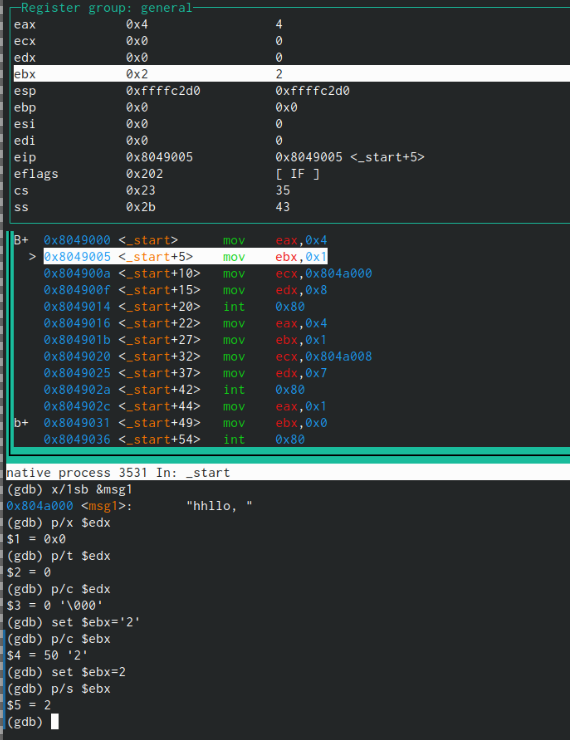 Register group: general
eax 0x4 4
ecx 0x0 0
edx 0x0 0
ebx 0x2 2
esp 0xffffc2d0 0xffffc2d0
ebp 0x0 0x0
esi 0x0 0
edi 0x0 0
eip 0x8049005 0x8049005 <_start+5>
eflags 0x202 [ IF ]
cs 0x23 35
ss 0x2b 43
B+ 0x8049000 <_start> mov eax,0x4
> 0x8049005 <_start+5> mov ebx,0x1
0x804900a <_start+10> mov ecx,0x804a000
0x804900f <_start+15> mov edx,0x8
0x8049014 <_start+20> int 0x80
0x8049016 <_start+22> mov eax,0x4
0x804901b <_start+27> mov ebx,0x1
0x8049020 <_start+32> mov ecx,0x804a008
0x8049025 <_start+37> mov edx,0x7
0x804902a <_start+42> int 0x80
0x804902c <_start+44> mov eax,0x1
b+ 0x8049031 <_start+49> mov ebx,0x0
0x8049036 <_start+54> int 0x80
native process 3531 In: _start
(gdb) x/1sb &msg1
0x804a000 <msg1>: "hhllo, "
(gdb) p/x $edx
$1 = 0x0
(gdb) p/t $edx
$2 = 0
(gdb) p/c $edx
$3 = 0 '\000'
(gdb) set $ebx='2'
(gdb) p/c $ebx
$4 = 50 '2'
(gdb) set $ebx=2
(gdb) p/s $ebx
$5 = 2
(gdb)